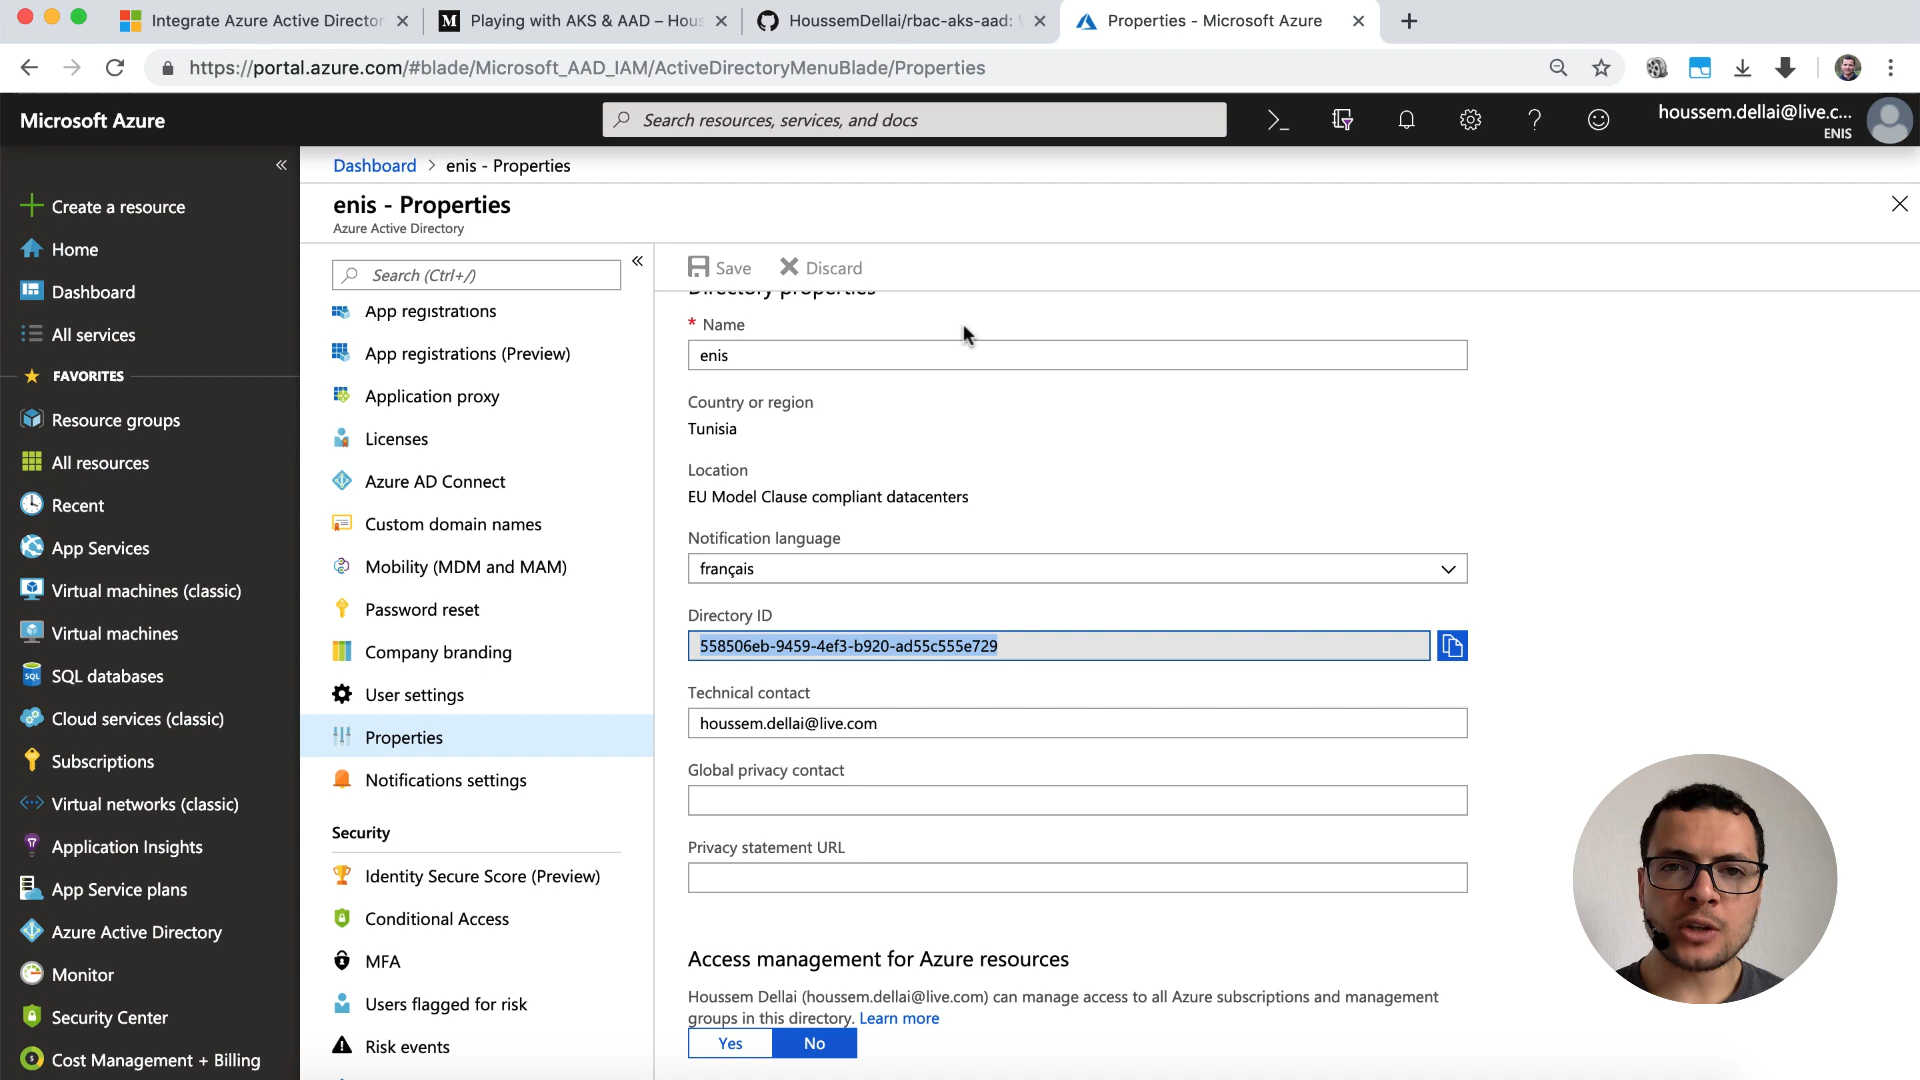 Integrate Azure Active Director
Playing with AKS & AAD – Hous
HoussemDellai/rbac-aks-aad:
Properties - Microsoft Azure
https://portal.azure.com/#blade/Microsoft_AAD_IAM/ActiveDirectoryMenuBlade/Properties
Microsoft Azure
Search resources, services, and docs
houssem.dellai@live.c...
ENIS
Dashboard > enis - Properties
enis - Properties
Azure Active Directory
Create a resource
Home
Dashboard
All services
FAVORITES
Resource groups
All resources
Recent
App Services
Virtual machines (classic)
Virtual machines
SQL databases
Cloud services (classic)
Subscriptions
Virtual networks (classic)
Application Insights
App Service plans
Azure Active Directory
Monitor
Security Center
Cost Management + Billing
Search (Ctrl+/)
App registrations
App registrations (Preview)
Application proxy
Licenses
Azure AD Connect
Custom domain names
Mobility (MDM and MAM)
Password reset
Company branding
User settings
Properties
Notifications settings
Security
Identity Secure Score (Preview)
Conditional Access
MFA
Users flagged for risk
Risk events
Save
Discard
Directory properties
* Name
enis
Country or region
Tunisia
Location
EU Model Clause compliant datacenters
Notification language
français
Directory ID
558506eb-9459-4ef3-b920-ad55c555e729
Technical contact
houssem.dellai@live.com
Global privacy contact
Privacy statement URL
Access management for Azure resources
Houssem Dellai (houssem.dellai@live.com) can manage access to all Azure subscriptions and management
groups in this directory. Learn more
Yes
No